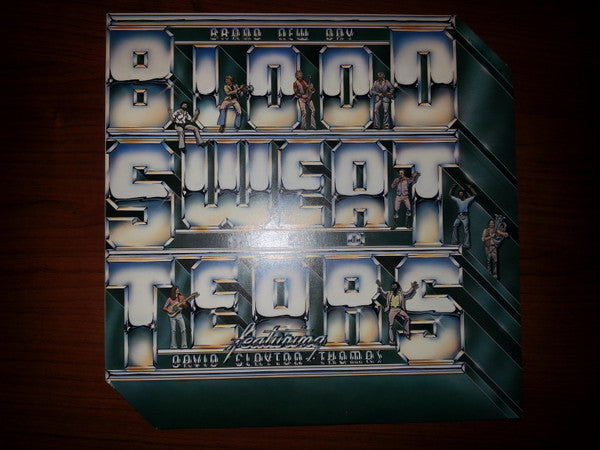 BRAND NEW DAY
BLOOD
SWEAT
TEARS
featuring
DAVID CLAYTON-THOMAS